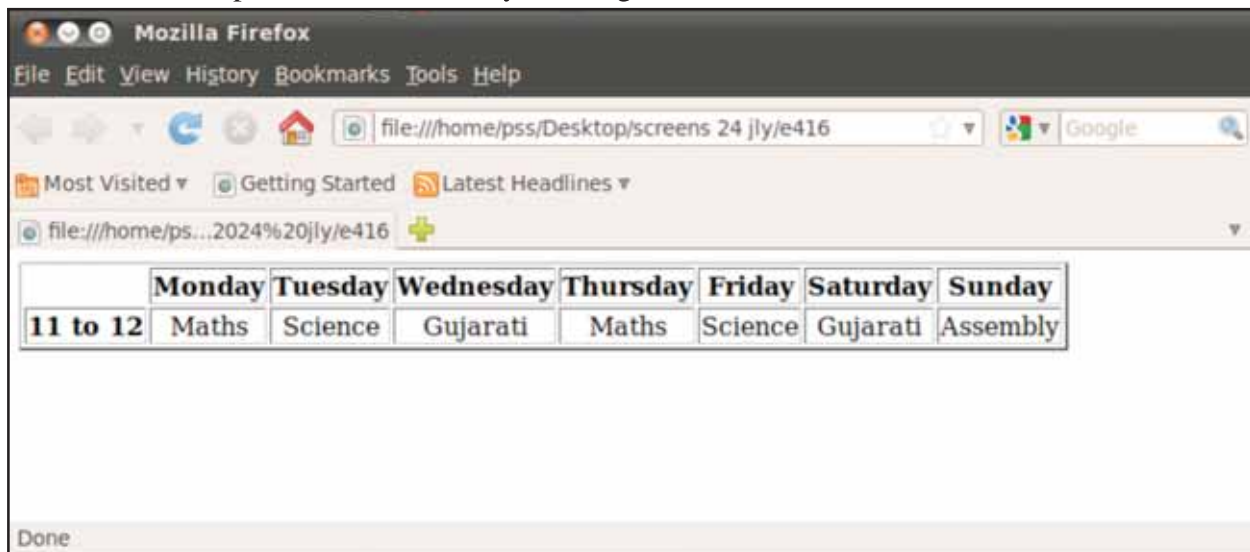 Mozilla Firefox
File Edit View History Bookmarks Tools Help
file:///home/pss/Desktop/screens 24 jly/e416 Google
Most Visited Getting Started Latest Headlines
file:///home/ps...2024%20jly/e416
Monday Tuesday Wednesday Thursday Friday Saturday Sunday
11 to 12 Maths Science Gujarati Maths Science Gujarati Assembly
Done